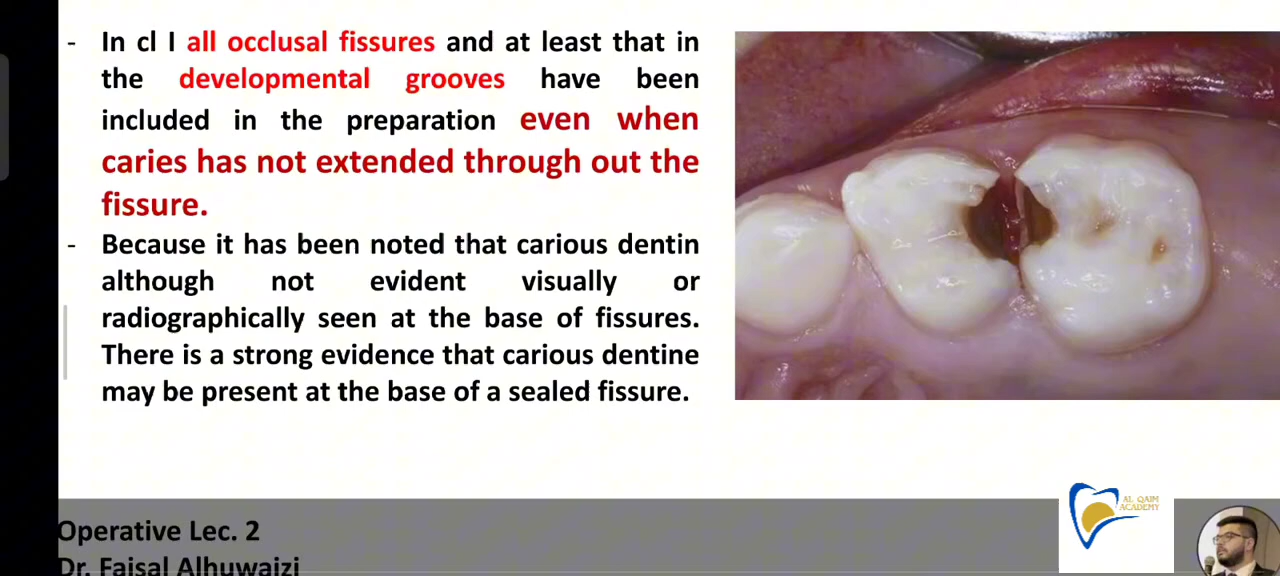 - In cl I all occlusal fissures and at least that in
the developmental grooves have been
included in the preparation even when
caries has not extended through out the
fissure.
- Because it has been noted that carious dentin
although not evident visually or
radiographically seen at the base of fissures.
There is a strong evidence that carious dentine
may be present at the base of a sealed fissure.
AL QAIM
ACADEMY
Operative Lec. 2
Dr. Faisal Alhuwaizi